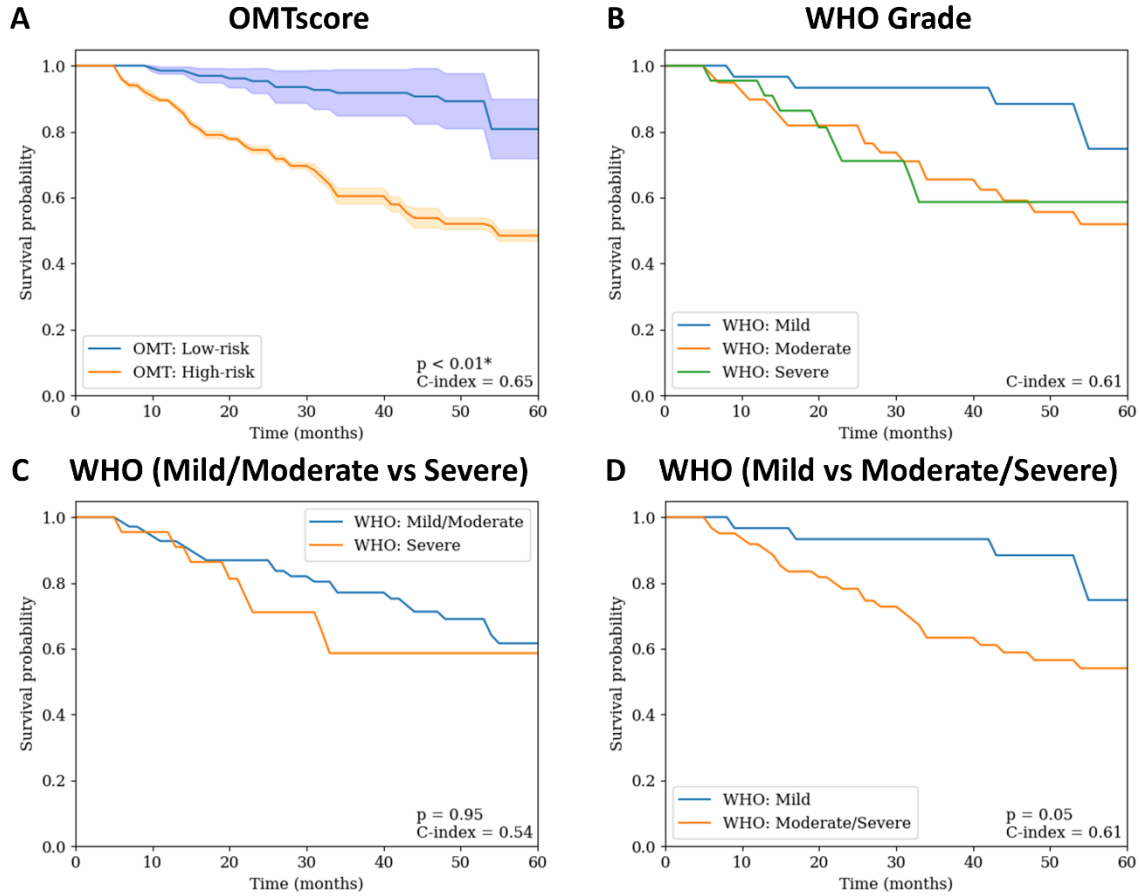 A OMTscore
1.0
0.8
0.6
0.4
0.2
0.0
Survival probability
OMT: Low-risk
OMT: High-risk
p < 0.01*
C-index = 0.65
0 10 20 30 40 50 60
Time (months)
B WHO Grade
1.0
0.8
0.6
0.4
0.2
0.0
Survival probability
WHO: Mild
WHO: Moderate
WHO: Severe
C-index = 0.61
0 10 20 30 40 50 60
Time (months)
C WHO (Mild/Moderate vs Severe)
1.0
0.8
0.6
0.4
0.2
0.0
Survival probability
WHO: Mild/Moderate
WHO: Severe
p = 0.95
C-index = 0.54
0 10 20 30 40 50 60
Time (months)
D WHO (Mild vs Moderate/Severe)
1.0
0.8
0.6
0.4
0.2
0.0
Survival probability
WHO: Mild
WHO: Moderate/Severe
p = 0.05
C-index = 0.61
0 10 20 30 40 50 60
Time (months)